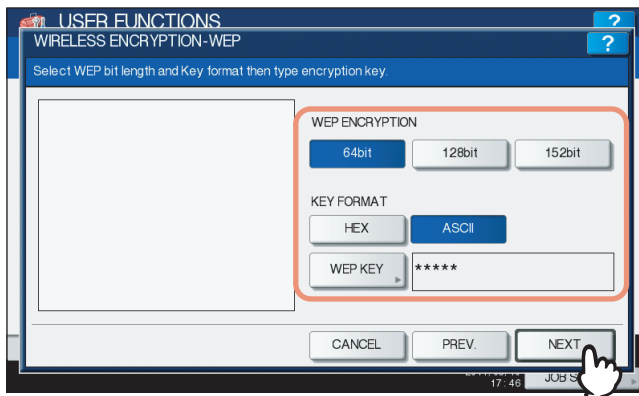 USER FUNCTIONS
?
WIRELESS ENCRYPTION-WEP
?
Select WEP bit length and Key format then type encryption key.
WEP ENCRYPTION
64bit
128bit
152bit
KEY FORMAT
HEX
ASCII
WEP KEY
*****
CANCEL
PREV.
NEXT
17:46
JOB S